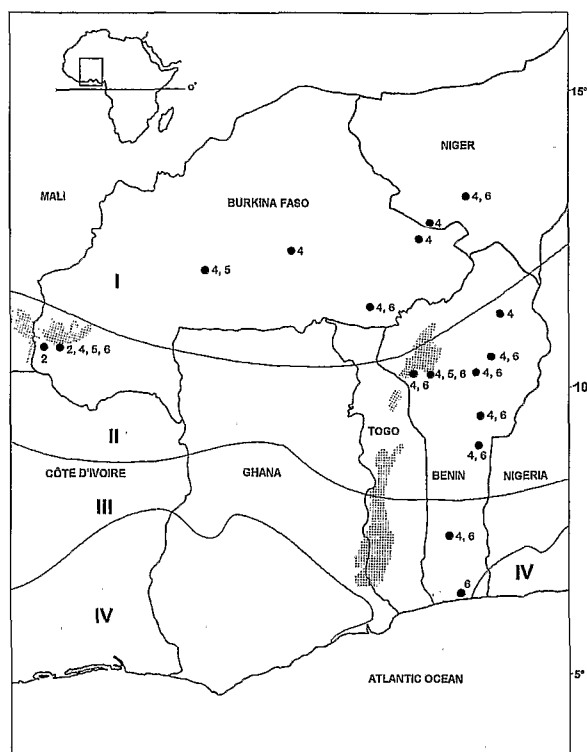 0°
15°
NIGER
MALI
4, 6
BURKINA FASO
4
4
4
4, 5
I
4, 6
4
2
2, 4, 5, 6
4, 6
4, 6
4, 5, 6
4, 6
10
TOGO
4, 6
II
4, 6
CÔTE D'IVOIRE
GHANA
BENIN
NIGERIA
III
4, 6
IV
6
IV
5°
ATLANTIC OCEAN